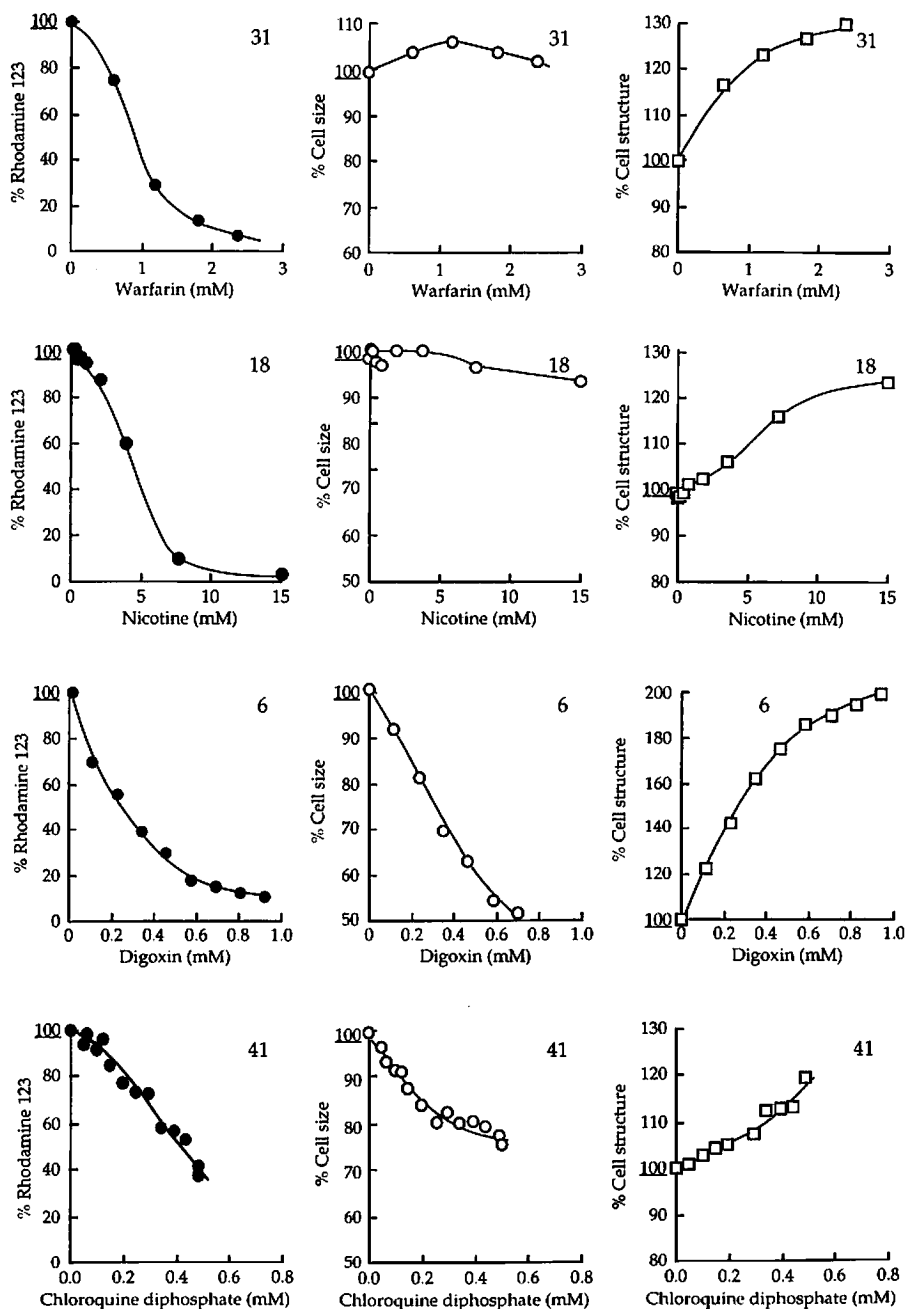 % Rhodamine 123
100
80
60
40
20
0
31
0 1 2 3
Warfarin (mM)
% Cell size
110
100
90
80
70
60
31
0 1 2 3
Warfarin (mM)
% Cell structure
130
120
110
100
90
80
31
0 1 2 3
Warfarin (mM)
% Rhodamine 123
100
80
60
40
20
0
18
0 5 10 15
Nicotine (mM)
% Cell size
100
90
80
70
60
50
18
0 5 10 15
Nicotine (mM)
% Cell structure
130
120
110
100
90
80
18
0 5 10 15
Nicotine (mM)
% Rhodamine 123
100
80
60
40
20
0
6
0 0.2 0.4 0.6 0.8 1.0
Digoxin (mM)
% Cell size
100
90
80
70
60
50
6
0 0.2 0.4 0.6 0.8 1.0
Digoxin (mM)
% Cell structure
200
180
160
140
120
100
6
0 0.2 0.4 0.6 0.8 1.0
Digoxin (mM)
% Rhodamine 123
100
80
60
40
20
0
41
0.0 0.2 0.4 0.6 0.8
Chloroquine diphosphate (mM)
% Cell size
100
90
80
70
60
50
41
0.0 0.2 0.4 0.6 0.8
Chloroquine diphosphate (mM)
% Cell structure
130
120
110
100
90
80
41
0.0 0.2 0.4 0.6 0.8
Chloroquine diphosphate (mM)